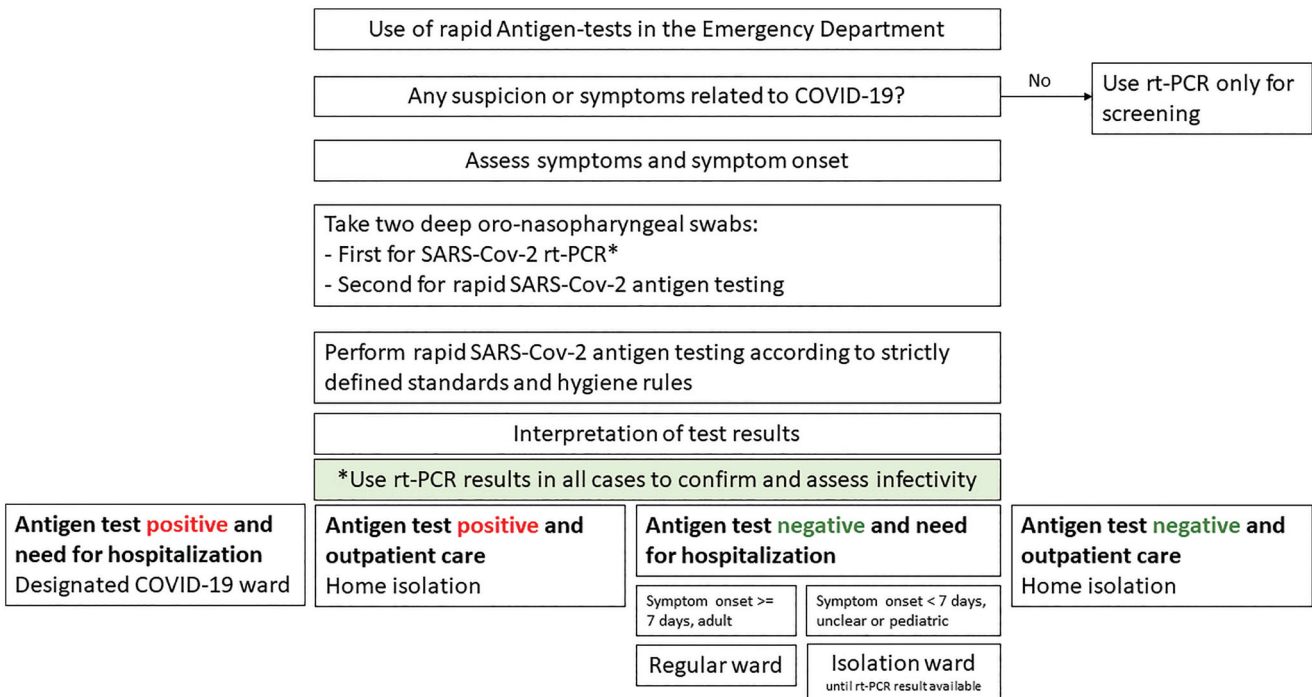 Use of rapid Antigen-tests in the Emergency Department
Any suspicion or symptoms related to COVID-19?
No
Use rt-PCR only for
screening
Assess symptoms and symptom onset
Take two deep oro-nasopharyngeal swabs:
- First for SARS-Cov-2 rt-PCR*
- Second for rapid SARS-Cov-2 antigen testing
Perform rapid SARS-Cov-2 antigen testing according to strictly
defined standards and hygiene rules
Interpretation of test results
*Use rt-PCR results in all cases to confirm and assess infectivity
Antigen test positive and
need for hospitalization
Designated COVID-19 ward
Antigen test positive and
outpatient care
Home isolation
Antigen test negative and need
for hospitalization
Symptom onset >=
7 days, adult
Regular ward
Symptom onset < 7 days,
unclear or pediatric
Isolation ward
until rt-PCR result available
Antigen test negative and
outpatient care
Home isolation